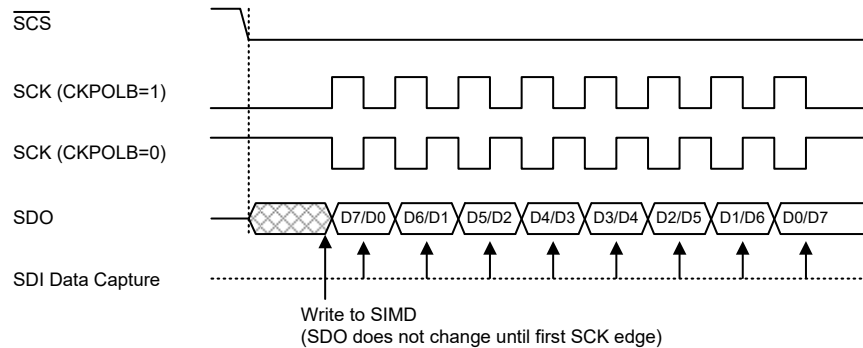 SCS
SCK (CKPOLB=1)
SCK (CKPOLB=0)
SDO
D7/D0 D6/D1 D5/D2 D4/D3 D3/D4 D2/D5 D1/D6 D0/D7
SDI Data Capture
Write to SIMD
(SDO does not change until first SCK edge)